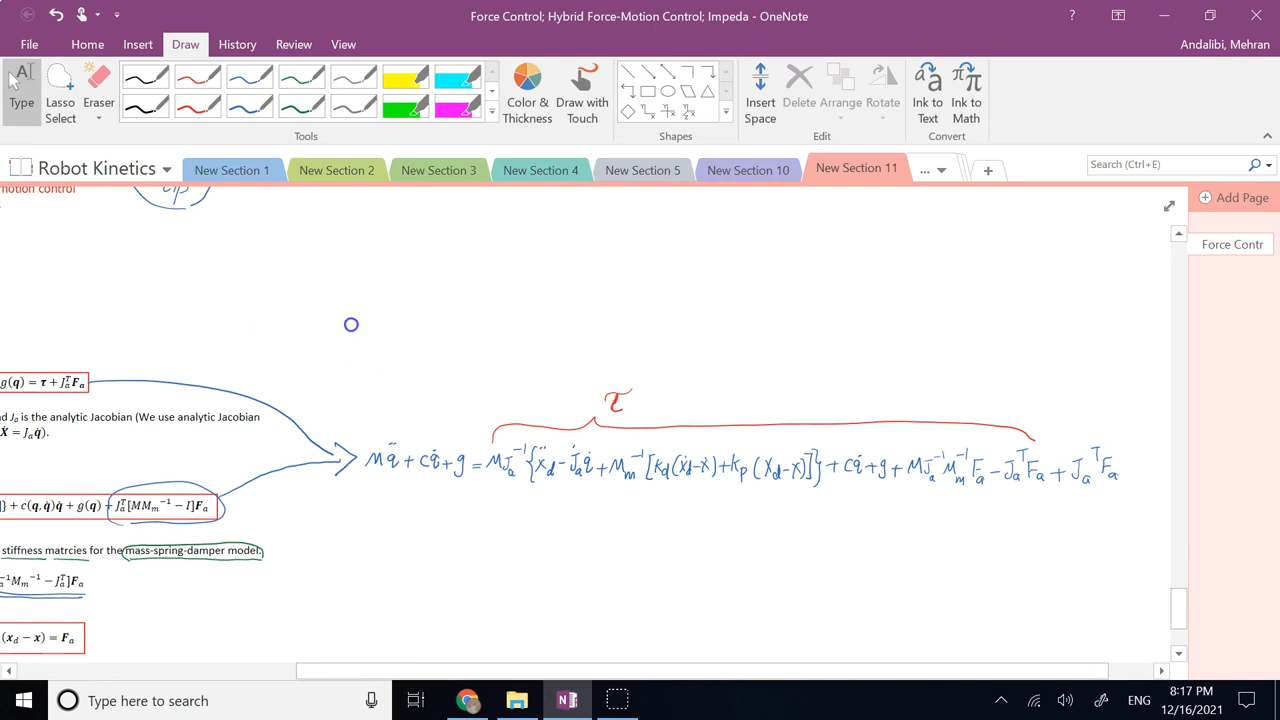 Force Control; Hybrid Force-Motion Control; Impeda - OneNote
File Home Insert Draw History Review View
Andalibi, Mehran
Type
Lasso Select
Eraser
Color & Thickness
Draw with Touch
Insert Space
Delete
Arrange
Rotate
Ink to Text
Ink to Math
Tools
Shapes
Edit
Convert
Robot Kinetics
New Section 1
New Section 2
New Section 3
New Section 4
New Section 5
New Section 10
New Section 11
...
Search (Ctrl+E)
Add Page
Force Contr
motion control
τ
g(q) = τ + JₐᵀFₐ
nd Jₐ is the analytic Jacobian (We use analytic Jacobian
Ẋ = Jₐq̇).
Mq̈ + cq̇ + g = MJₐ⁻¹{ẍd - J̇ₐq̇ + Mₘ⁻¹[Kd(ẋd-ẋ) + Kp(Xd-X)]} + cq̇ + g + MJₐ⁻¹Mₘ⁻¹Fₐ - JₐᵀFₐ + JₐᵀFₐ
]} + c(q, q̇)q̇ + g(q) + Jₐᵀ[MMₘ⁻¹ - I]Fₐ
stiffness matrcies for the mass-spring-damper model.
⁻¹Mₘ⁻¹ - Jₐᵀ]Fₐ
(xd - x) = Fₐ
Type here to search
ENG
8:17 PM
12/16/2021